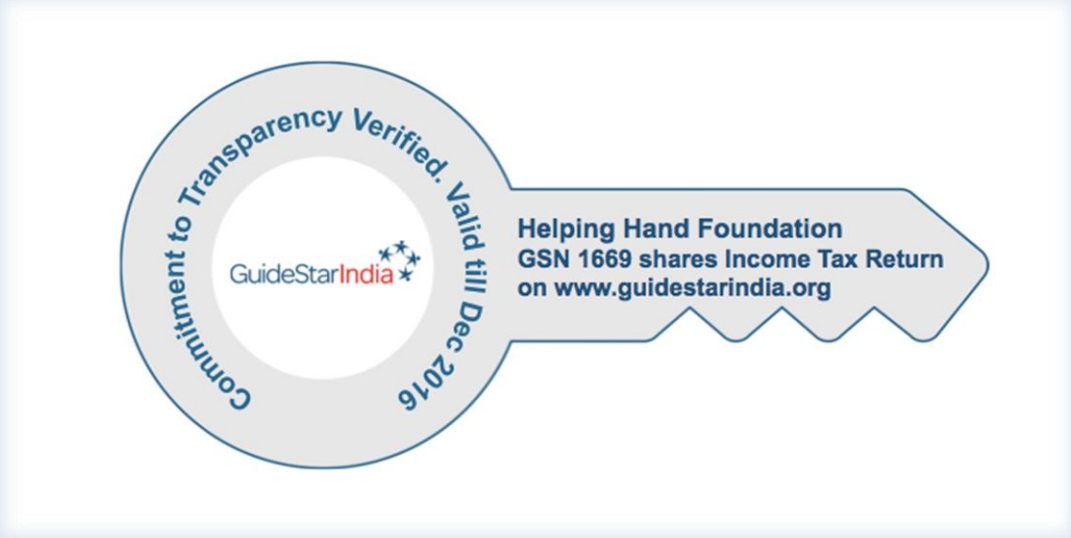 Commitment to Transparency Verified. Valid till Dec 2016
GuideStarIndia
Helping Hand Foundation
GSN 1669 shares Income Tax Return
on www.guidestarindia.org